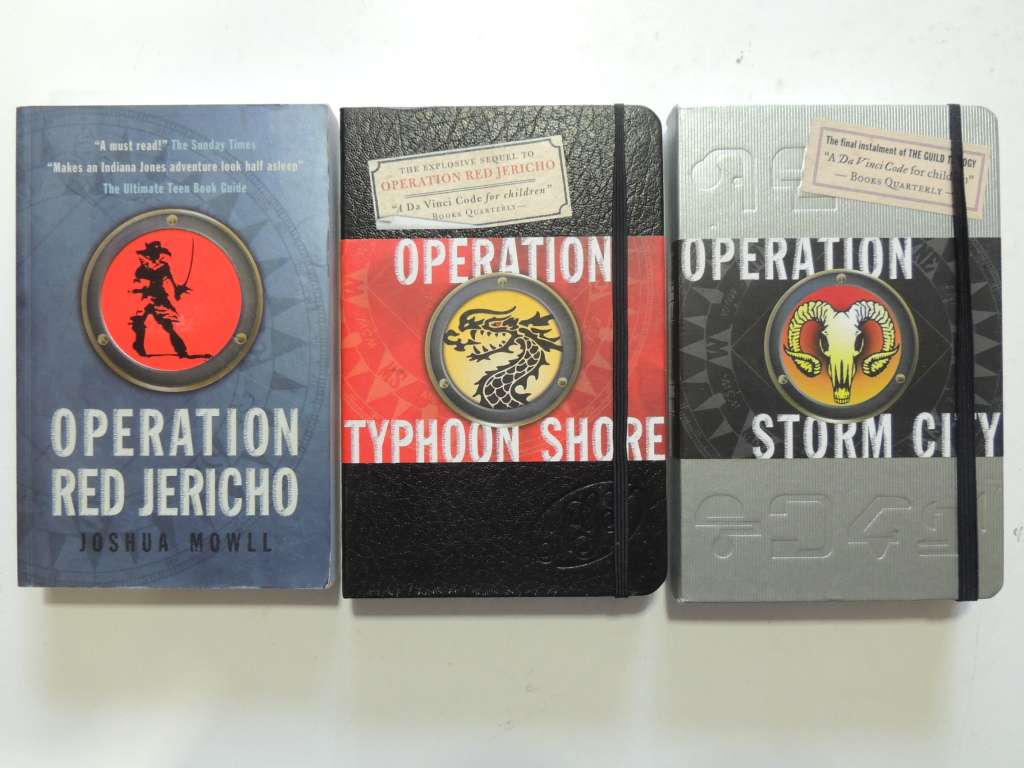 "A must read!" The Sunday Times
"Makes an Indiana Jones adventure look half asleep"
The Ultimate Teen Book Guide
OPERATION
RED JERICHO
JOSHUA MOWLL
THE EXPLOSIVE SEQUEL TO
OPERATION RED JERICHO
"A Da Vinci Code for children"
— BOOKS QUARTERLY —
OPERATION
TYPHOON SHORE
The final instalment of THE GUILD TRILOGY
"A Da Vinci Code for children"
— BOOKS QUARTERLY —
OPERATION
STORM CITY